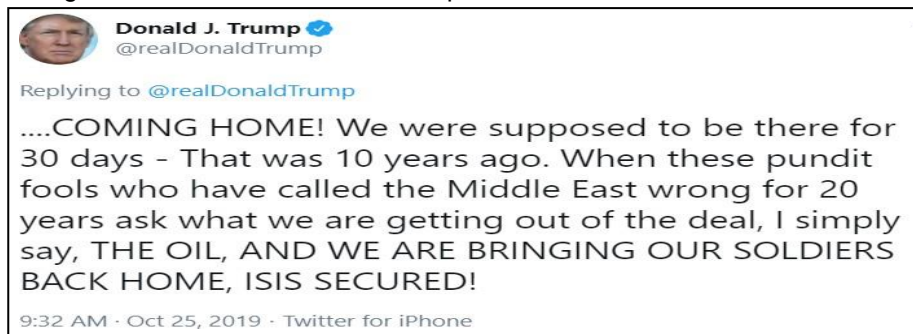 Donald J. Trump
@realDonaldTrump
Replying to @realDonaldTrump
....COMING HOME! We were supposed to be there for
30 days - That was 10 years ago. When these pundit
fools who have called the Middle East wrong for 20
years ask what we are getting out of the deal, I simply
say, THE OIL, AND WE ARE BRINGING OUR SOLDIERS
BACK HOME, ISIS SECURED!
9:32 AM · Oct 25, 2019 · Twitter for iPhone